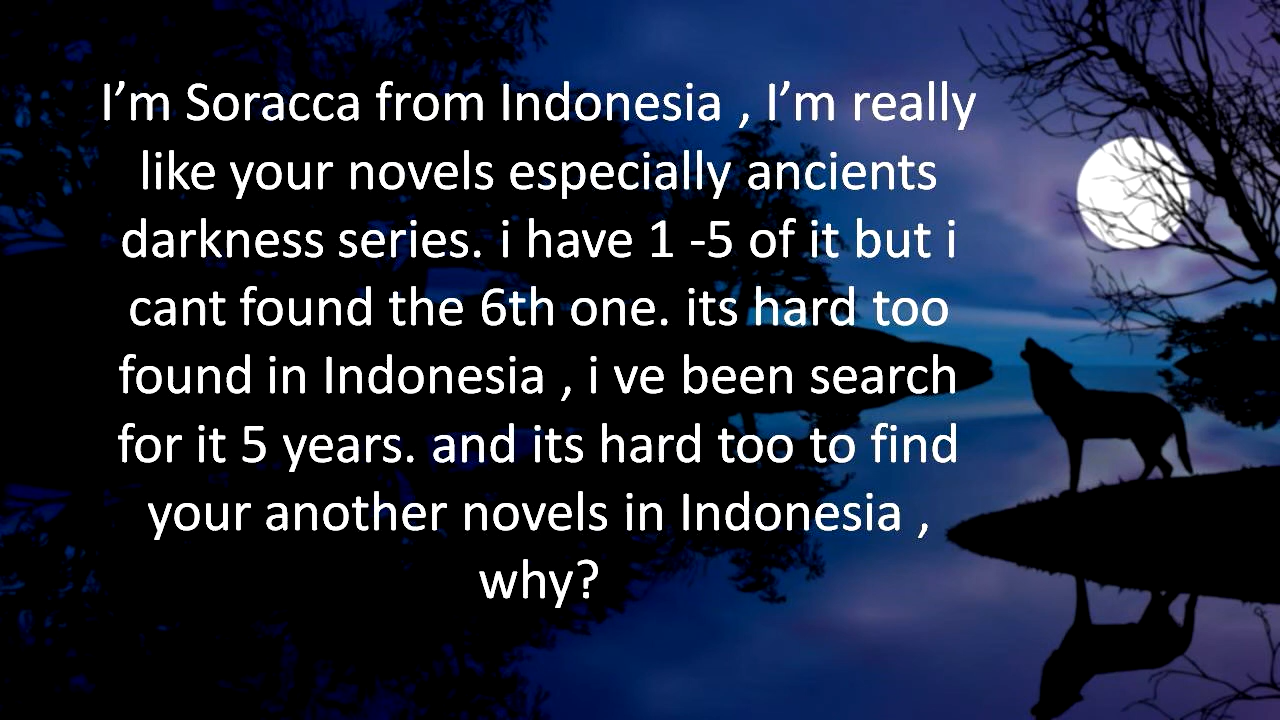 I’m Soracca from Indonesia , I’m really
like your novels especially ancients
darkness series. i have 1 -5 of it but i
cant found the 6th one. its hard too
found in Indonesia , i ve been search
for it 5 years. and its hard too to find
your another novels in Indonesia ,
why?